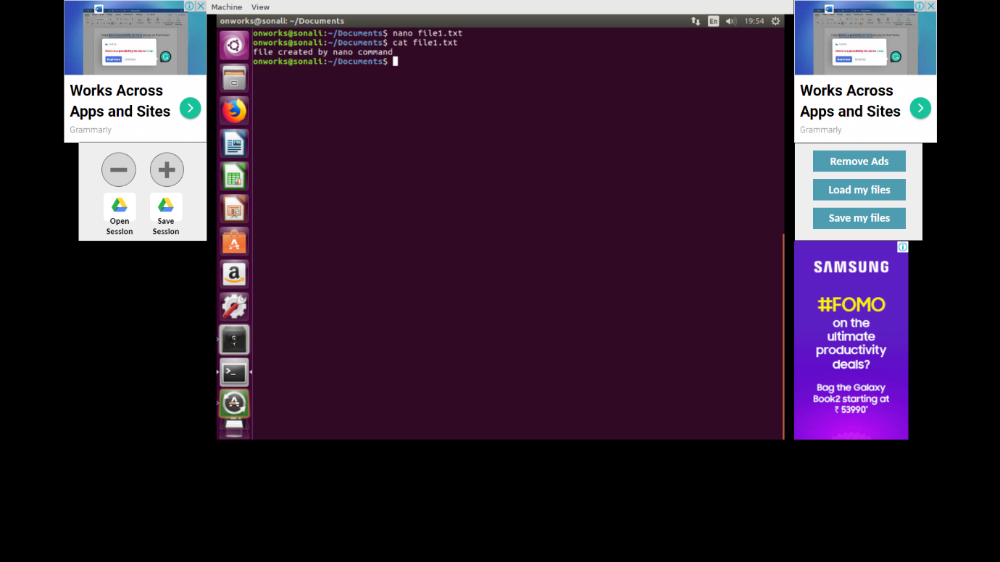 Machine View
onworks@sonali: ~/Documents
En
19:54
onworks@sonali:~/Documents$ nano file1.txt
onworks@sonali:~/Documents$ cat file1.txt
file created by nano command
onworks@sonali:~/Documents$
Works Across
Apps and Sites
Grammarly
Open
Session
Save
Session
Works Across
Apps and Sites
Grammarly
Remove Ads
Load my files
Save my files
SAMSUNG
#FOMO
on the
ultimate
productivity
deals?
Bag the Galaxy
Book2 starting at
₹ 53990*